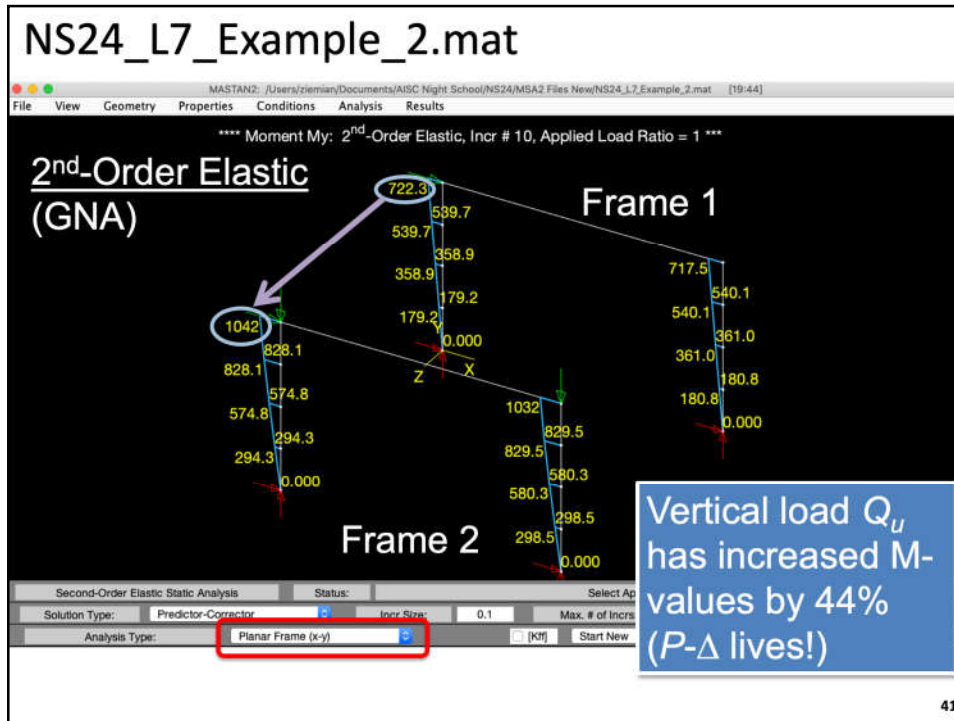 NS24_L7_Example_2.mat
MASTAN2: /Users/ziemian/Documents/AISC Night School/NS24/MSA2 Files New/NS24_L7_Example_2.mat [19:44]
File View Geometry Properties Conditions Analysis Results
**** Moment My: 2nd-Order Elastic, Incr # 10, Applied Load Ratio = 1 ***
2nd-Order Elastic
(GNA)
Frame 1
722.3
539.7
539.7
358.9
358.9
179.2
179.2
0.000
Y
Z
X
717.5
540.1
540.1
361.0
361.0
180.8
180.8
0.000
1042
828.1
828.1
574.8
574.8
294.3
294.3
0.000
1032
829.5
829.5
580.3
580.3
298.5
298.5
0.000
Frame 2
Vertical load Qu
has increased M-
values by 44%
(P-Δ lives!)
Second-Order Elastic Static Analysis Status: Select Ap
Solution Type: Predictor-Corrector Incr Size: 0.1 Max. # of Incrs
Analysis Type: Planar Frame (x-y) [Kff] Start New
41